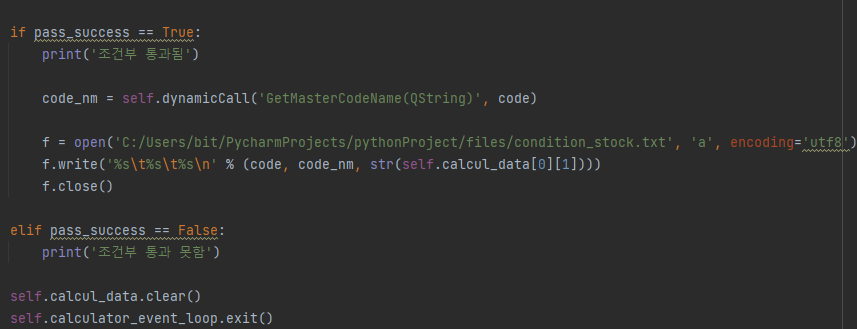 if pass_success == True:
print('조건부 통과됨')
code_nm = self.dynamicCall('GetMasterCodeName(QString)', code)
f = open('C:/Users/bit/PycharmProjects/pythonProject/files/condition_stock.txt', 'a', encoding='utf8')
f.write('%s\t%s\t%s\n' % (code, code_nm, str(self.calcul_data[0][1])))
f.close()
elif pass_success == False:
print('조건부 통과 못함')
self.calcul_data.clear()
self.calculator_event_loop.exit()